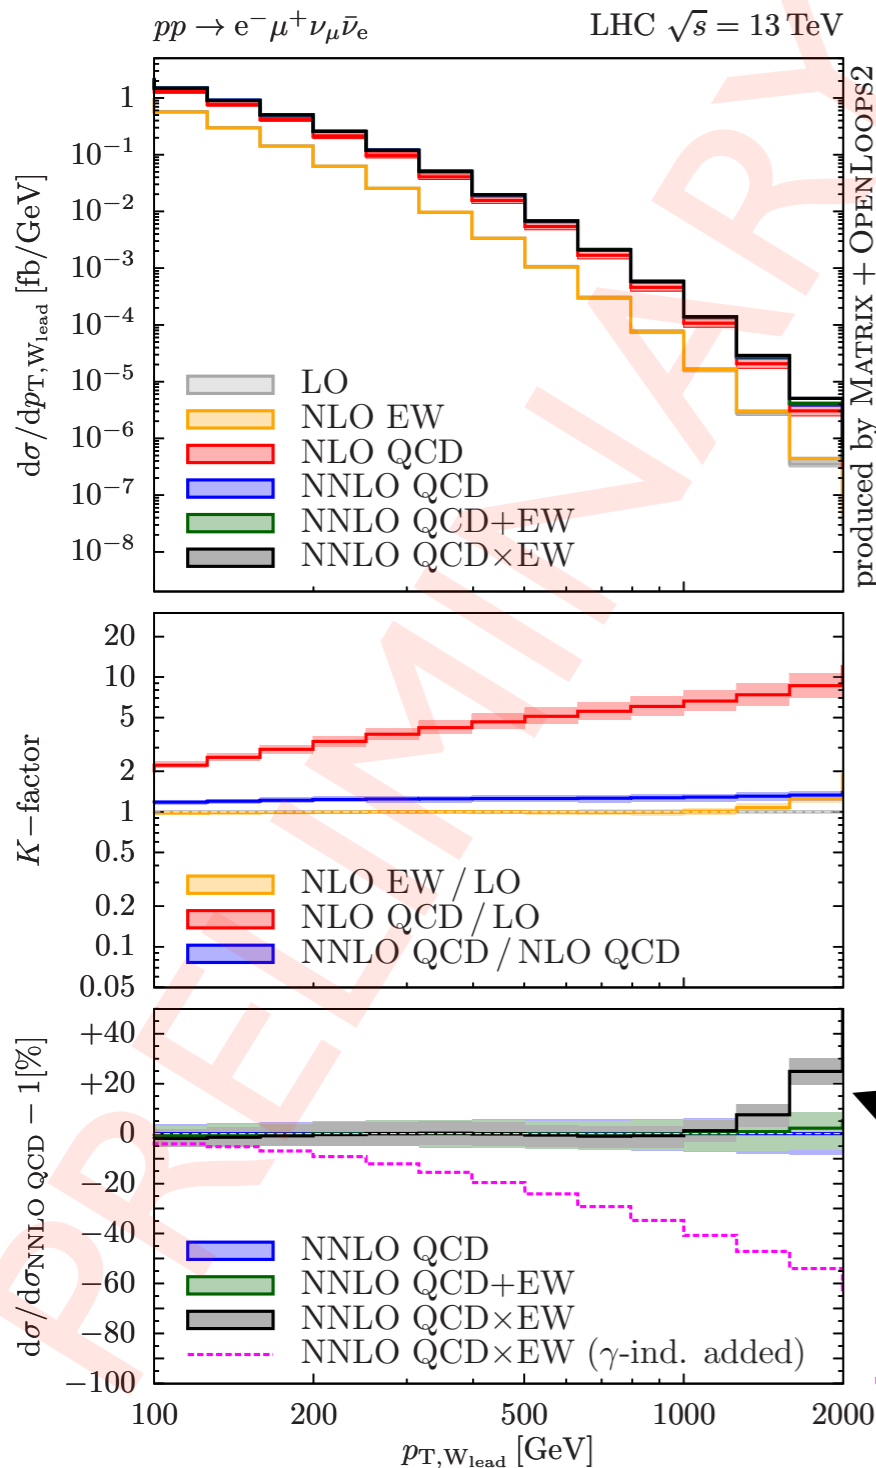 pp → e⁻μ⁺ν_μν̄_e LHC √s = 13 TeV
dσ/dp_{T,W_lead} [fb/GeV]
1
10⁻¹
10⁻²
10⁻³
10⁻⁴
10⁻⁵
10⁻⁶
10⁻⁷
10⁻⁸
LO
NLO EW
NLO QCD
NNLO QCD
NNLO QCD+EW
NNLO QCD×EW
produced by MATRIX + OPENLOOPS2
PRELIMINARY
K−factor
20
10
5
2
1
0.5
0.2
0.1
0.05
NLO EW / LO
NLO QCD / LO
NNLO QCD / NLO QCD
dσ/dσ_{NNLO QCD} − 1[%]
+40
+20
0
−20
−40
−60
−80
−100
NNLO QCD
NNLO QCD+EW
NNLO QCD×EW
NNLO QCD×EW (γ-ind. added)
100 200 500 1000 2000
p_{T,W_lead} [GeV]